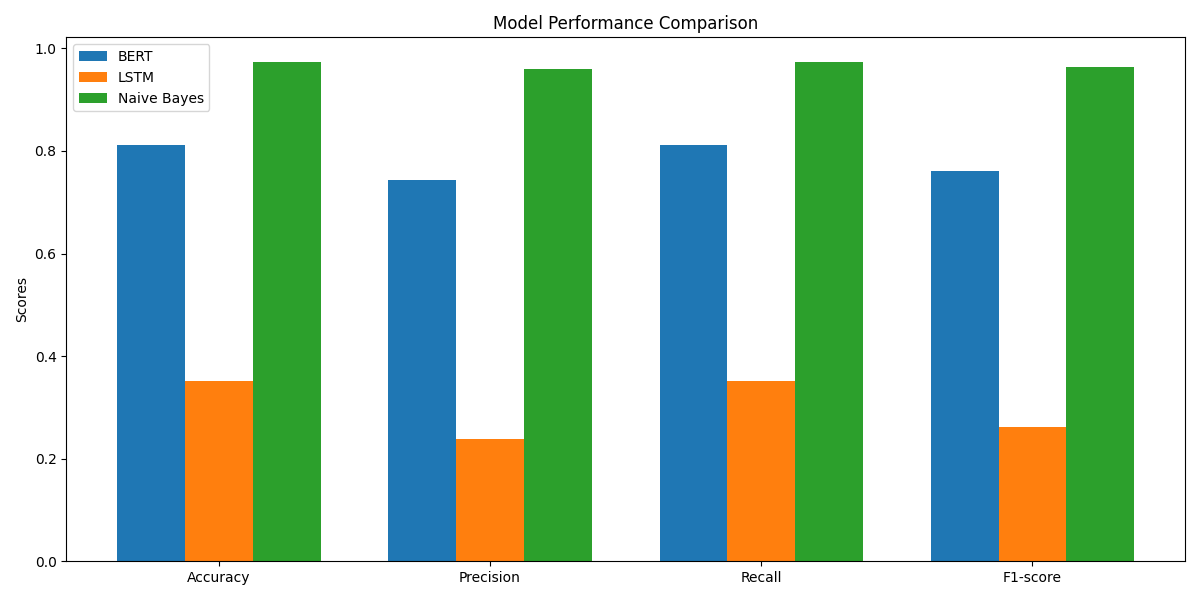 Model Performance Comparison
BERT
LSTM
Naive Bayes
Scores
1.0
0.8
0.6
0.4
0.2
0.0
Accuracy Precision Recall F1-score